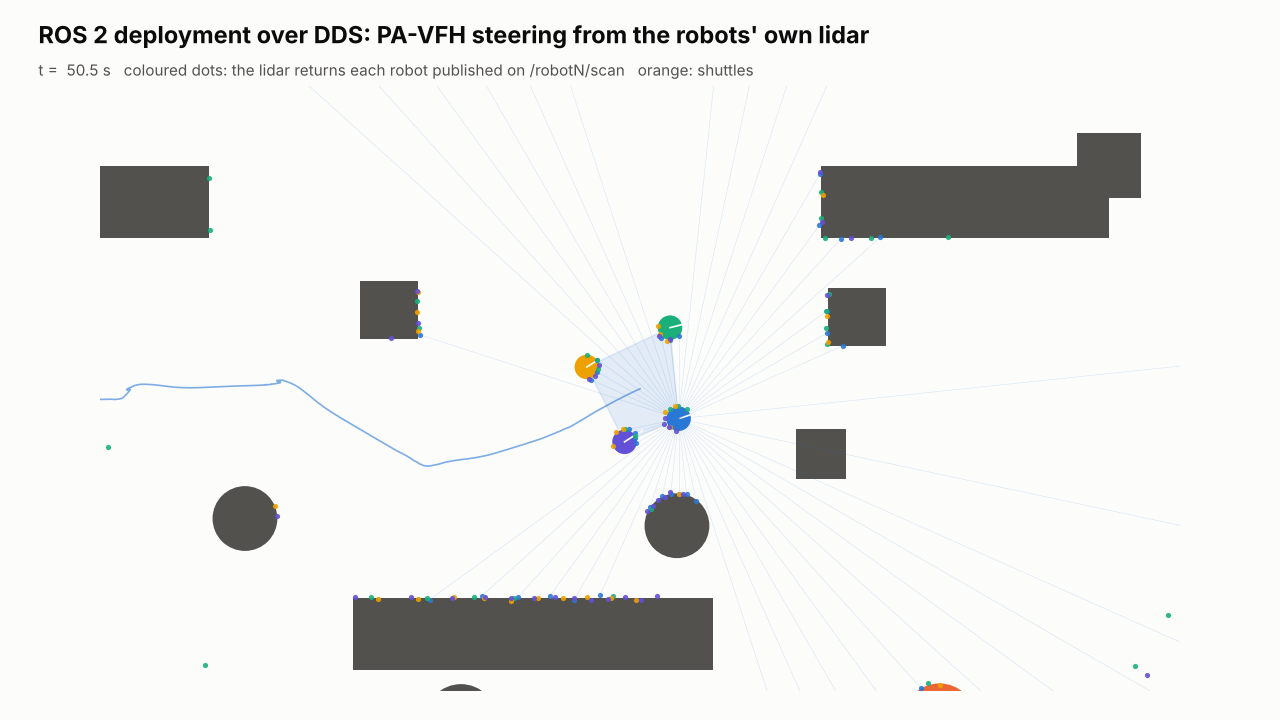 ROS 2 deployment over DDS: PA-VFH steering from the robots' own lidar
t =  50.5 s   coloured dots: the lidar returns each robot published on /robotN/scan   orange: shuttles